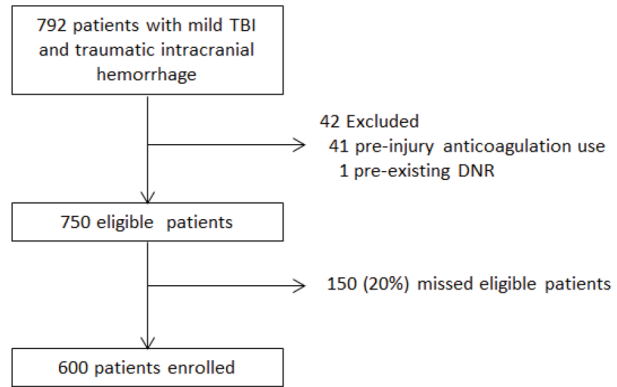 792 patients with mild TBI
and traumatic intracranial
hemorrhage
42 Excluded
41 pre-injury anticoagulation use
1 pre-existing DNR
750 eligible patients
150 (20%) missed eligible patients
600 patients enrolled